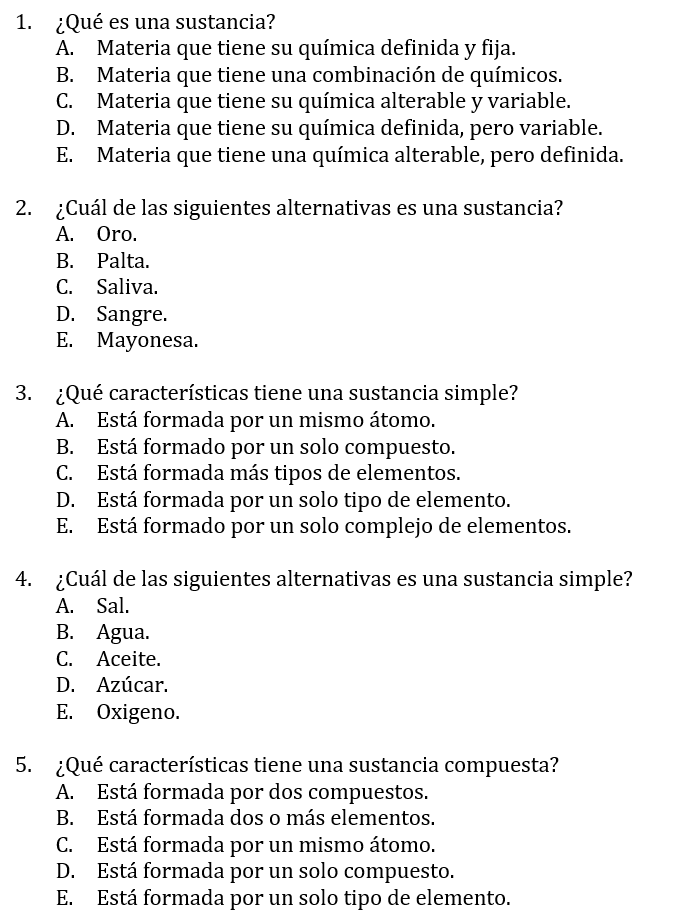 1. ¿Qué es una sustancia?
A. Materia que tiene su química definida y fija.
B. Materia que tiene una combinación de químicos.
C. Materia que tiene su química alterable y variable.
D. Materia que tiene su química definida, pero variable.
E. Materia que tiene una química alterable, pero definida.
2. ¿Cuál de las siguientes alternativas es una sustancia?
A. Oro.
B. Palta.
C. Saliva.
D. Sangre.
E. Mayonesa.
3. ¿Qué características tiene una sustancia simple?
A. Está formada por un mismo átomo.
B. Está formado por un solo compuesto.
C. Está formada más tipos de elementos.
D. Está formada por un solo tipo de elemento.
E. Está formado por un solo complejo de elementos.
4. ¿Cuál de las siguientes alternativas es una sustancia simple?
A. Sal.
B. Agua.
C. Aceite.
D. Azúcar.
E. Oxigeno.
5. ¿Qué características tiene una sustancia compuesta?
A. Está formada por dos compuestos.
B. Está formada dos o más elementos.
C. Está formada por un mismo átomo.
D. Está formada por un solo compuesto.
E. Está formada por un solo tipo de elemento.